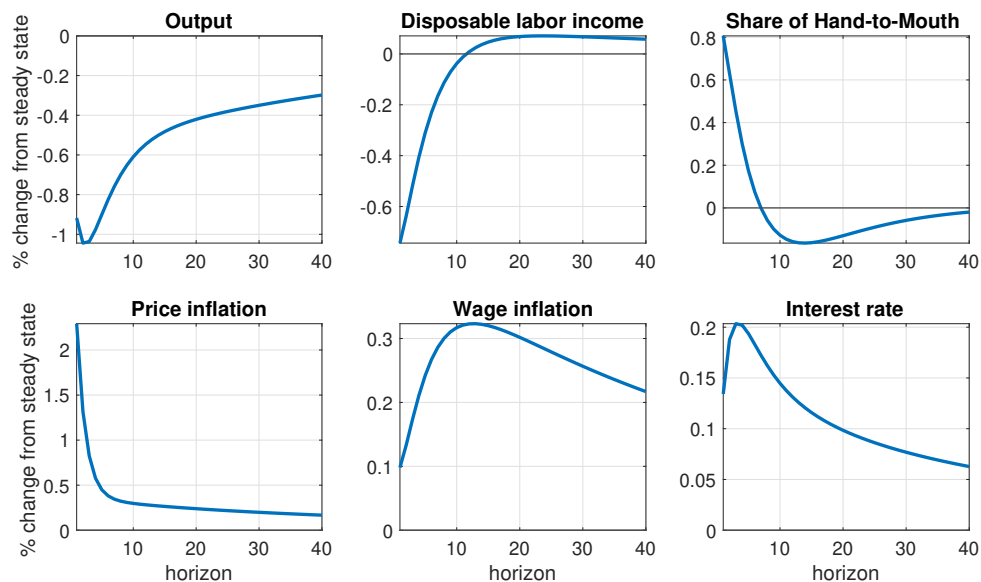 Output
Disposable labor income
Share of Hand-to-Mouth
% change from steady state
0
-0.2
-0.4
-0.6
-0.8
-1
10 20 30 40
0
-0.2
-0.4
-0.6
10 20 30 40
0.8
0.6
0.4
0.2
0
10 20 30 40
Price inflation
Wage inflation
Interest rate
% change from steady state
2
1.5
1
0.5
0
10 20 30 40
horizon
0.3
0.2
0.1
0
10 20 30 40
horizon
0.2
0.15
0.1
0.05
0
10 20 30 40
horizon